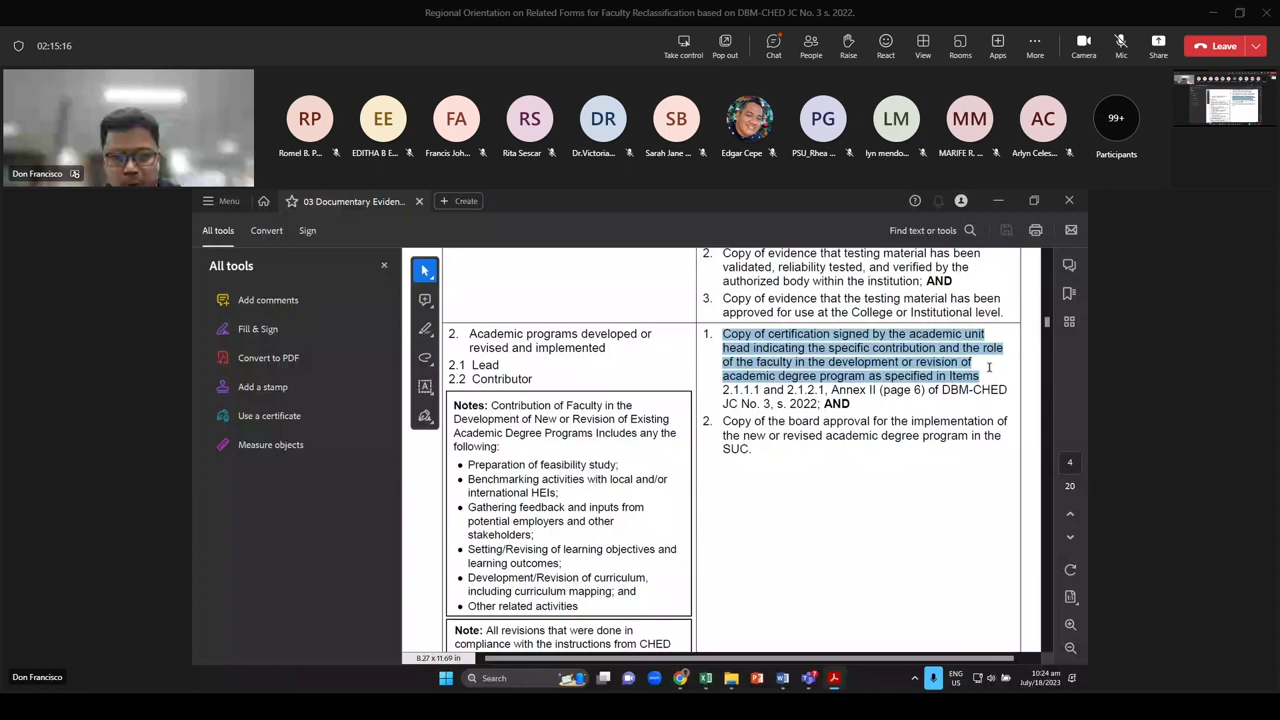 Regional Orientation on Related Forms for Faculty Reclassification based on DBM-CHED JC No. 3 s. 2022.
02:15:16
Take control
Pop out
Chat
People
Raise
React
View
Rooms
Apps
More
Camera
Mic
Share
Leave
RP
EE
FA
RS
DR
SB
PG
LM
MM
AC
99+
Don Francisco
Romel B. P...
EDITHA B E...
Francis Joh...
Rita Sescar
Dr.Victoria...
Sarah Jane ...
Edgar Cepe
PSU_Rhea ...
lyn mendo...
MARIFE R. ...
Arlyn Celes...
Participants
Menu
03 Documentary Eviden...
Create
All tools
Convert
Sign
Find text or tools
All tools
Add comments
Fill & Sign
Convert to PDF
Add a stamp
Use a certificate
Measure objects
2. Copy of evidence that testing material has been
validated, reliability tested, and verified by the
authorized body within the institution; AND
3. Copy of evidence that the testing material has been
approved for use at the College or Institutional level.
2. Academic programs developed or
revised and implemented
2.1 Lead
2.2 Contributor
Notes: Contribution of Faculty in the
Development of New or Revision of Existing
Academic Degree Programs Includes any the
following:
• Preparation of feasibility study;
• Benchmarking activities with local and/or
international HEIs;
• Gathering feedback and inputs from
potential employers and other
stakeholders;
• Setting/Revising of learning objectives and
learning outcomes;
• Development/Revision of curriculum,
including curriculum mapping; and
• Other related activities
Note: All revisions that were done in
compliance with the instructions from CHED
1. Copy of certification signed by the academic unit
head indicating the specific contribution and the role
of the faculty in the development or revision of
academic degree program as specified in Items
2.1.1.1 and 2.1.2.1, Annex II (page 6) of DBM-CHED
JC No. 3, s. 2022; AND
2. Copy of the board approval for the implementation of
the new or revised academic degree program in the
SUC.
4
20
8.27 x 11.69 in
Don Francisco
Search
ENG
US
10:24 am
July/18/2023